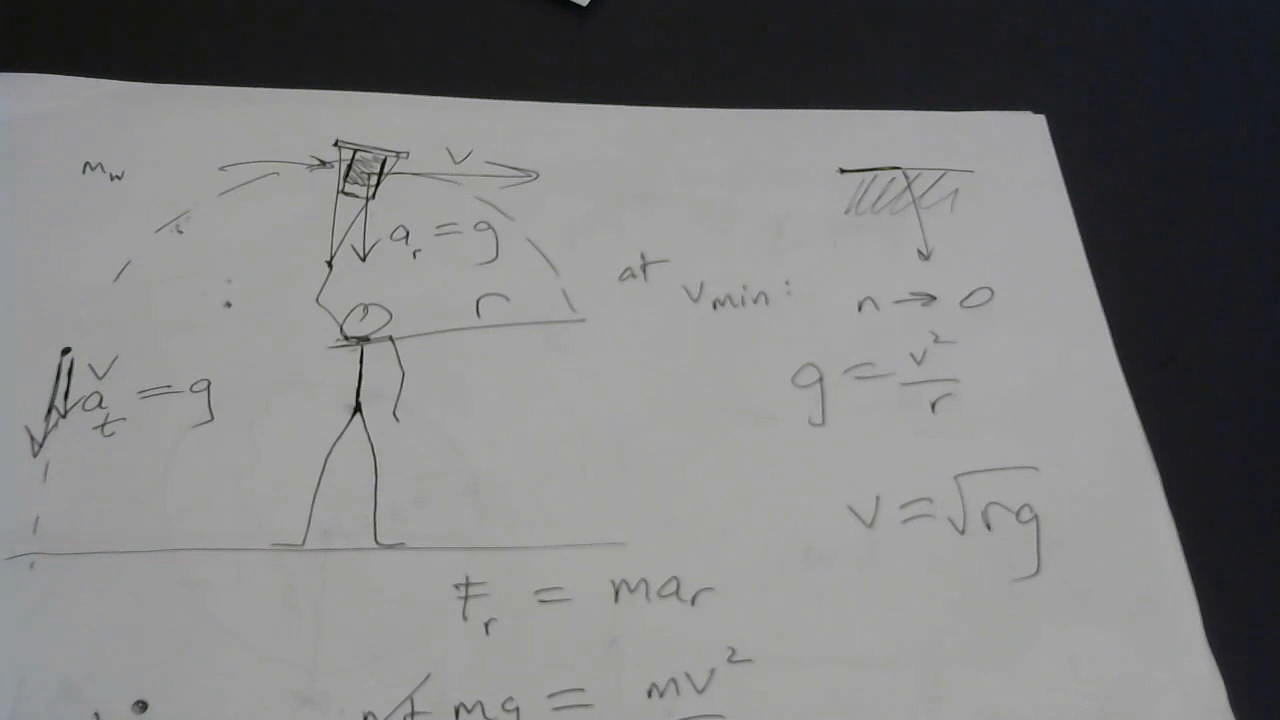 m_w
v
a_r = g
r
at v_min:
n → 0
a_t = g
g = v²/r
v = √rg
F_r = ma_r
n + mg = mv²